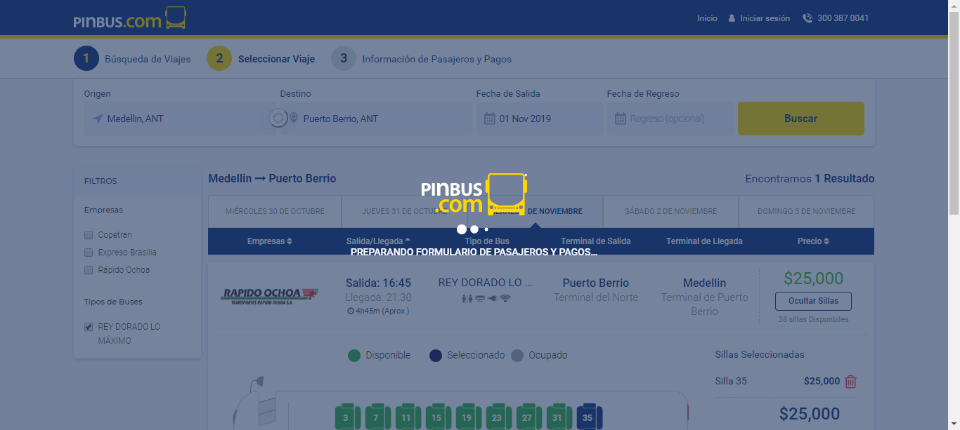 PINBUS.com
Inicio
Iniciar sesión
300 387 0041
1 Búsqueda de Viajes
2 Seleccionar Viaje
3 Información de Pasajeros y Pagos
Origen
Destino
Fecha de Salida
Fecha de Regreso
Medellin, ANT
Puerto Berrio, ANT
01 Nov 2019
Regreso (opcional)
Buscar
FILTROS
Empresas
Copetran
Expreso Brasilia
Rápido Ochoa
Tipos de Buses
REY DORADO LO
MÁXIMO
Medellin → Puerto Berrio
Encontramos 1 Resultado
PINBUS
.com
MIÉRCOLES 30 DE OCTUBRE
JUEVES 31 DE OCTUBRE
DE NOVIEMBRE
SÁBADO 2 DE NOVIEMBRE
DOMINGO 3 DE NOVIEMBRE
Empresas
Salida/Llegada
Tipo de Bus
Terminal de Salida
Terminal de Llegada
Precio
PREPARANDO FORMULARIO DE PASAJEROS Y PAGOS...
RAPIDO OCHOA
Salida: 16:45
Llegada: 21:30
4h45m (Aprox.)
REY DORADO LO ...
Puerto Berrio
Terminal del Norte
Medellin
Terminal de Puerto
Berrio
$25,000
Ocultar Sillas
38 sillas Disponibles
Disponible
Seleccionado
Ocupado
Sillas Seleccionadas
Silla 35
$25,000
$25,000
3 7 11 15 19 23 27 31 35